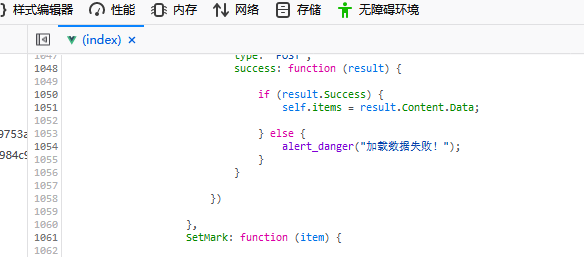 样式编辑器 性能 内存 网络 存储 无障碍环境
(index) ×
1047 type: "POST",
1048 success: function (result) {
1049
1050 if (result.Success) {
9753a 1051 self.items = result.Content.Data;
1052
1053 } else {
984c9 1054 alert_danger("加载数据失败！");
1055 }
1056 }
1057
1058 })
1059
1060 },
1061 SetMark: function (item) {
1062